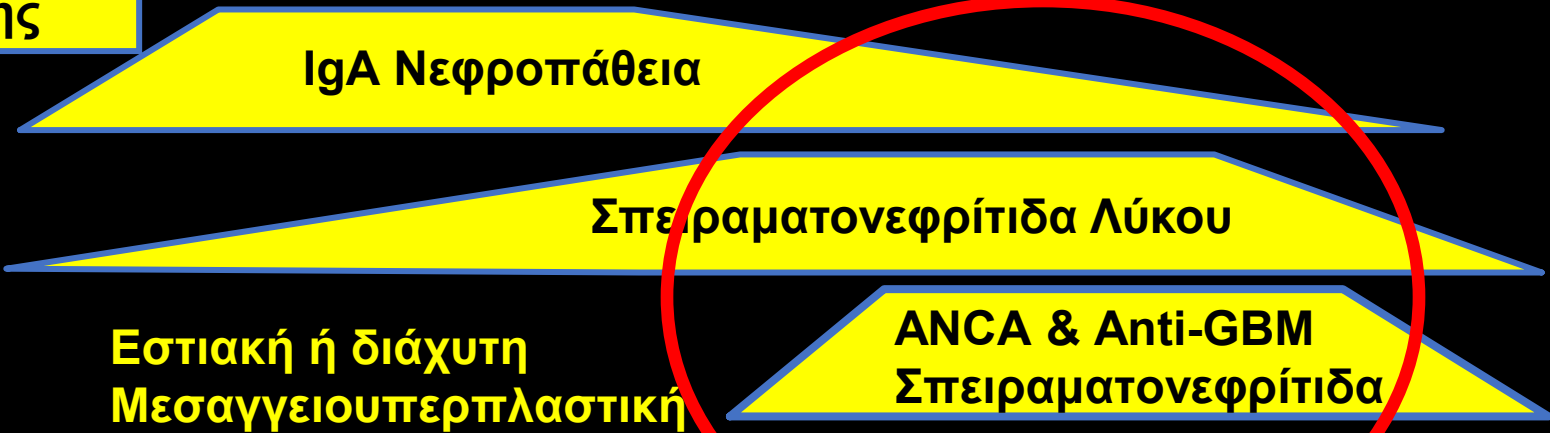 ης
IgA Νεφροπάθεια
Σπειραματονεφρίτιδα Λύκου
ANCA & Anti-GBM
Σπειραματονεφρίτιδα
Εστιακή ή διάχυτη
Μεσαγγειουπερπλαστική